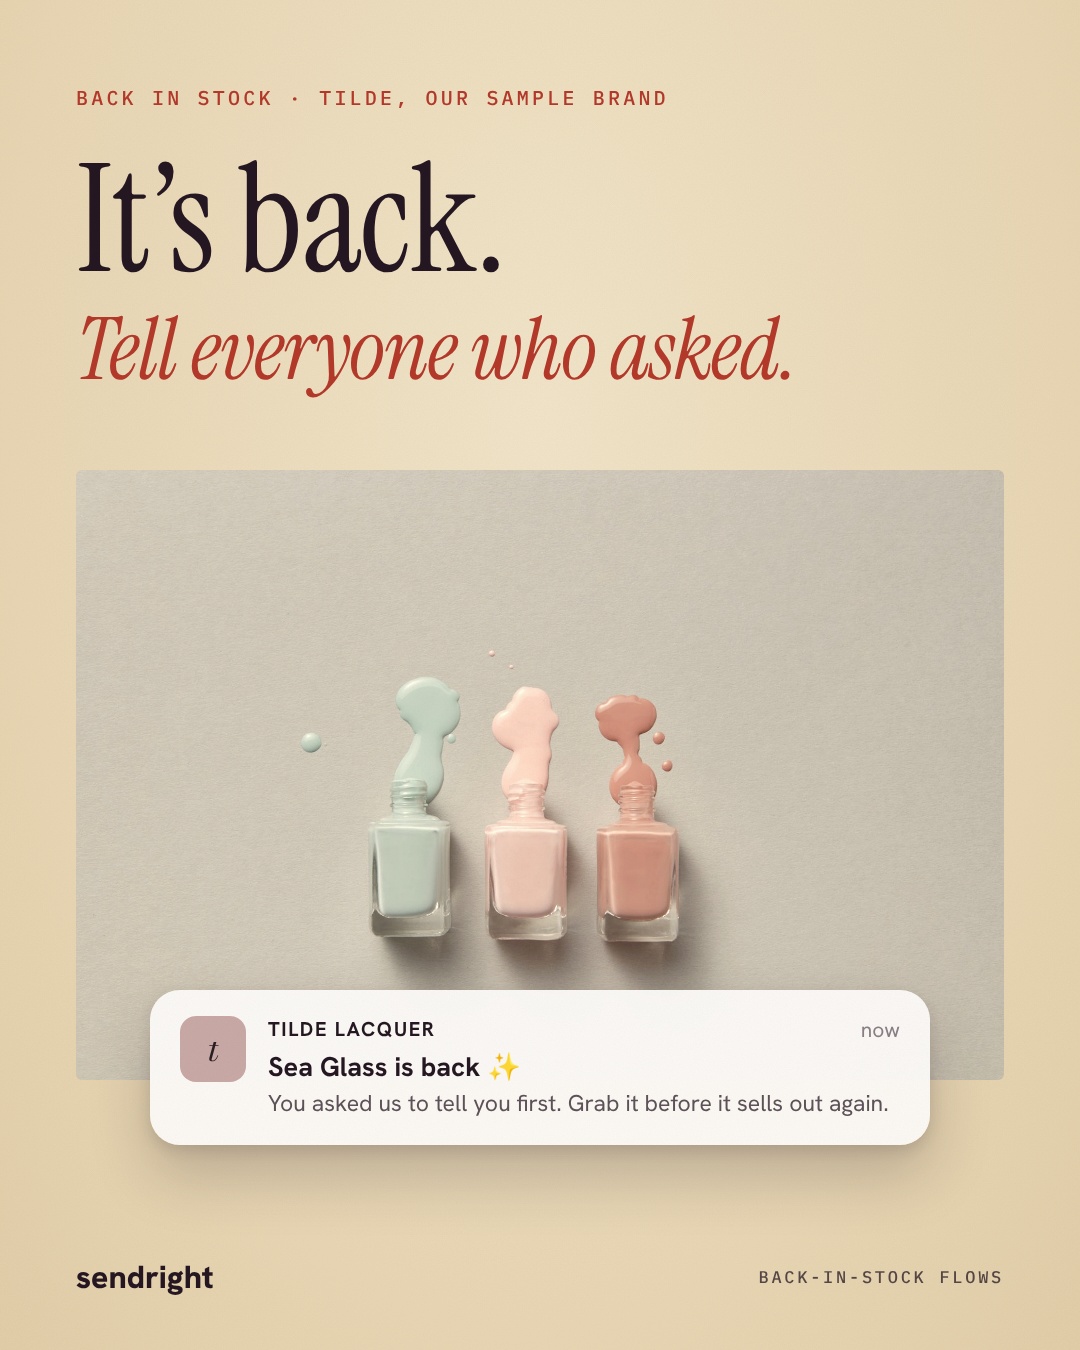 BACK IN STOCK · TILDE, OUR SAMPLE BRAND
It’s back.
Tell everyone who asked.
t
TILDE LACQUER
now
Sea Glass is back ✨
You asked us to tell you first. Grab it before it sells out again.
sendright
BACK-IN-STOCK FLOWS